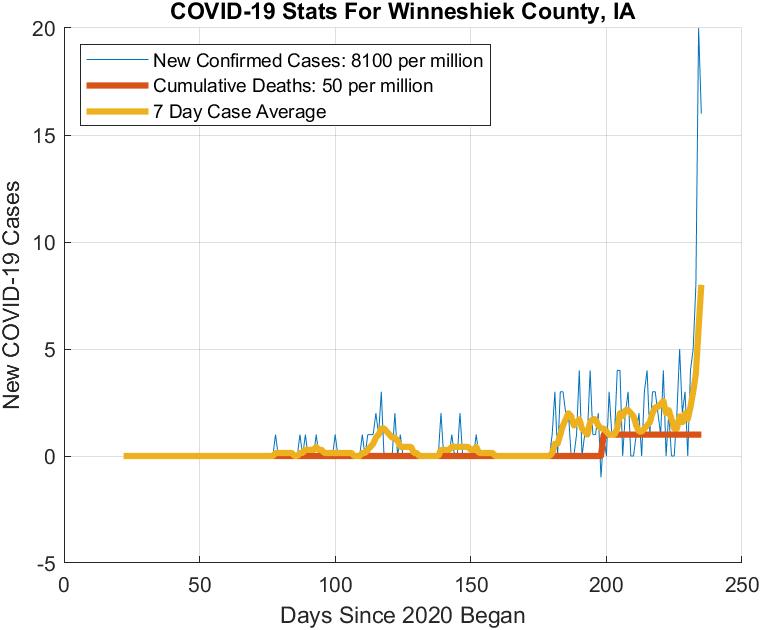 COVID-19 Stats For Winneshiek County, IA
New Confirmed Cases: 8100 per million
Cumulative Deaths: 50 per million
7 Day Case Average
20
15
10
5
0
-5
New COVID-19 Cases
0 50 100 150 200 250
Days Since 2020 Began